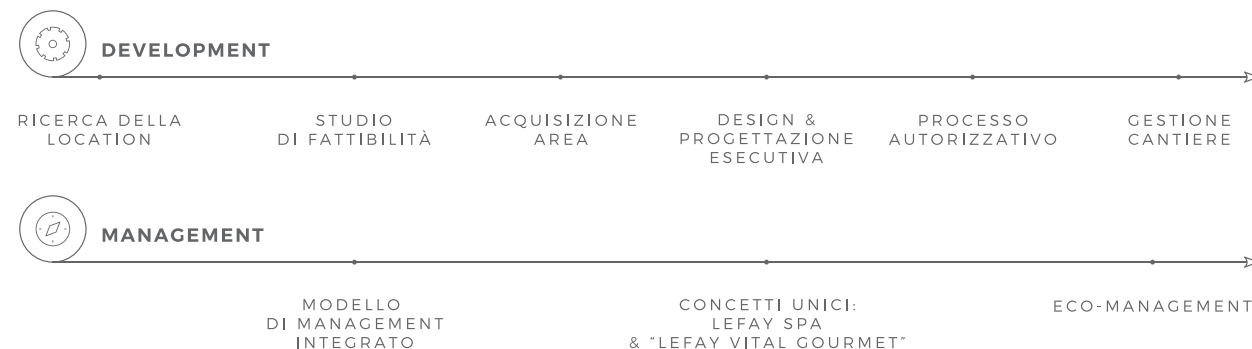 DEVELOPMENT
RICERCA DELLA
LOCATION
STUDIO
DI FATTIBILITÀ
ACQUISIZIONE
AREA
DESIGN &
PROGETTAZIONE
ESECUTIVA
PROCESSO
AUTORIZZATIVO
GESTIONE
CANTIERE
MANAGEMENT
MODELLO
DI MANAGEMENT
INTEGRATO
CONCETTI UNICI:
LEFAY SPA
& “LEFAY VITAL GOURMET”
ECO-MANAGEMENT